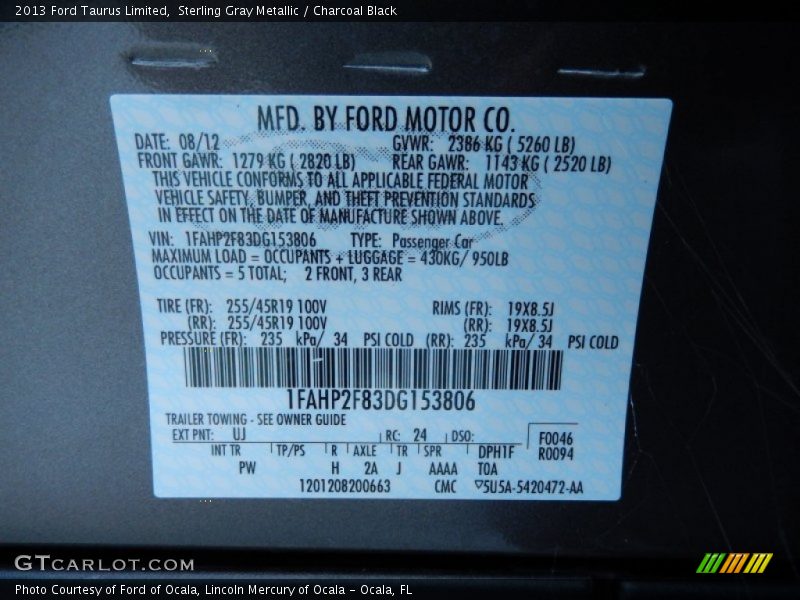 2013 Ford Taurus Limited,  Sterling Gray Metallic / Charcoal Black
MFD. BY FORD MOTOR CO.
DATE: 08/12 GVWR: 2386 KG ( 5260 LB)
FRONT GAWR: 1279 KG ( 2820 LB) REAR GAWR: 1143 KG ( 2520 LB)
THIS VEHICLE CONFORMS TO ALL APPLICABLE FEDERAL MOTOR
VEHICLE SAFETY, BUMPER, AND THEFT PREVENTION STANDARDS
IN EFFECT ON THE DATE OF MANUFACTURE SHOWN ABOVE.
VIN: 1FAHP2F83DG153806 TYPE: Passenger Car
MAXIMUM LOAD = OCCUPANTS + LUGGAGE = 430KG/ 950LB
OCCUPANTS = 5 TOTAL; 2 FRONT, 3 REAR
TIRE (FR): 255/45R19 100V RIMS (FR): 19X8.5J
(RR): 255/45R19 100V (RR): 19X8.5J
PRESSURE (FR): 235 kPa/ 34 PSI COLD (RR): 235 kPa/ 34 PSI COLD
1FAHP2F83DG153806
TRAILER TOWING - SEE OWNER GUIDE
EXT PNT: UJ RC: 24 DSO: F0046
INT TR TP/PS R AXLE TR SPR DPH1F R0094
PW H 2A J AAAA TOA
1201208200663 CMC ▽5U5A-5420472-AA
GTCARLOT.COM
Photo Courtesy of Ford of Ocala, Lincoln Mercury of Ocala – Ocala, FL